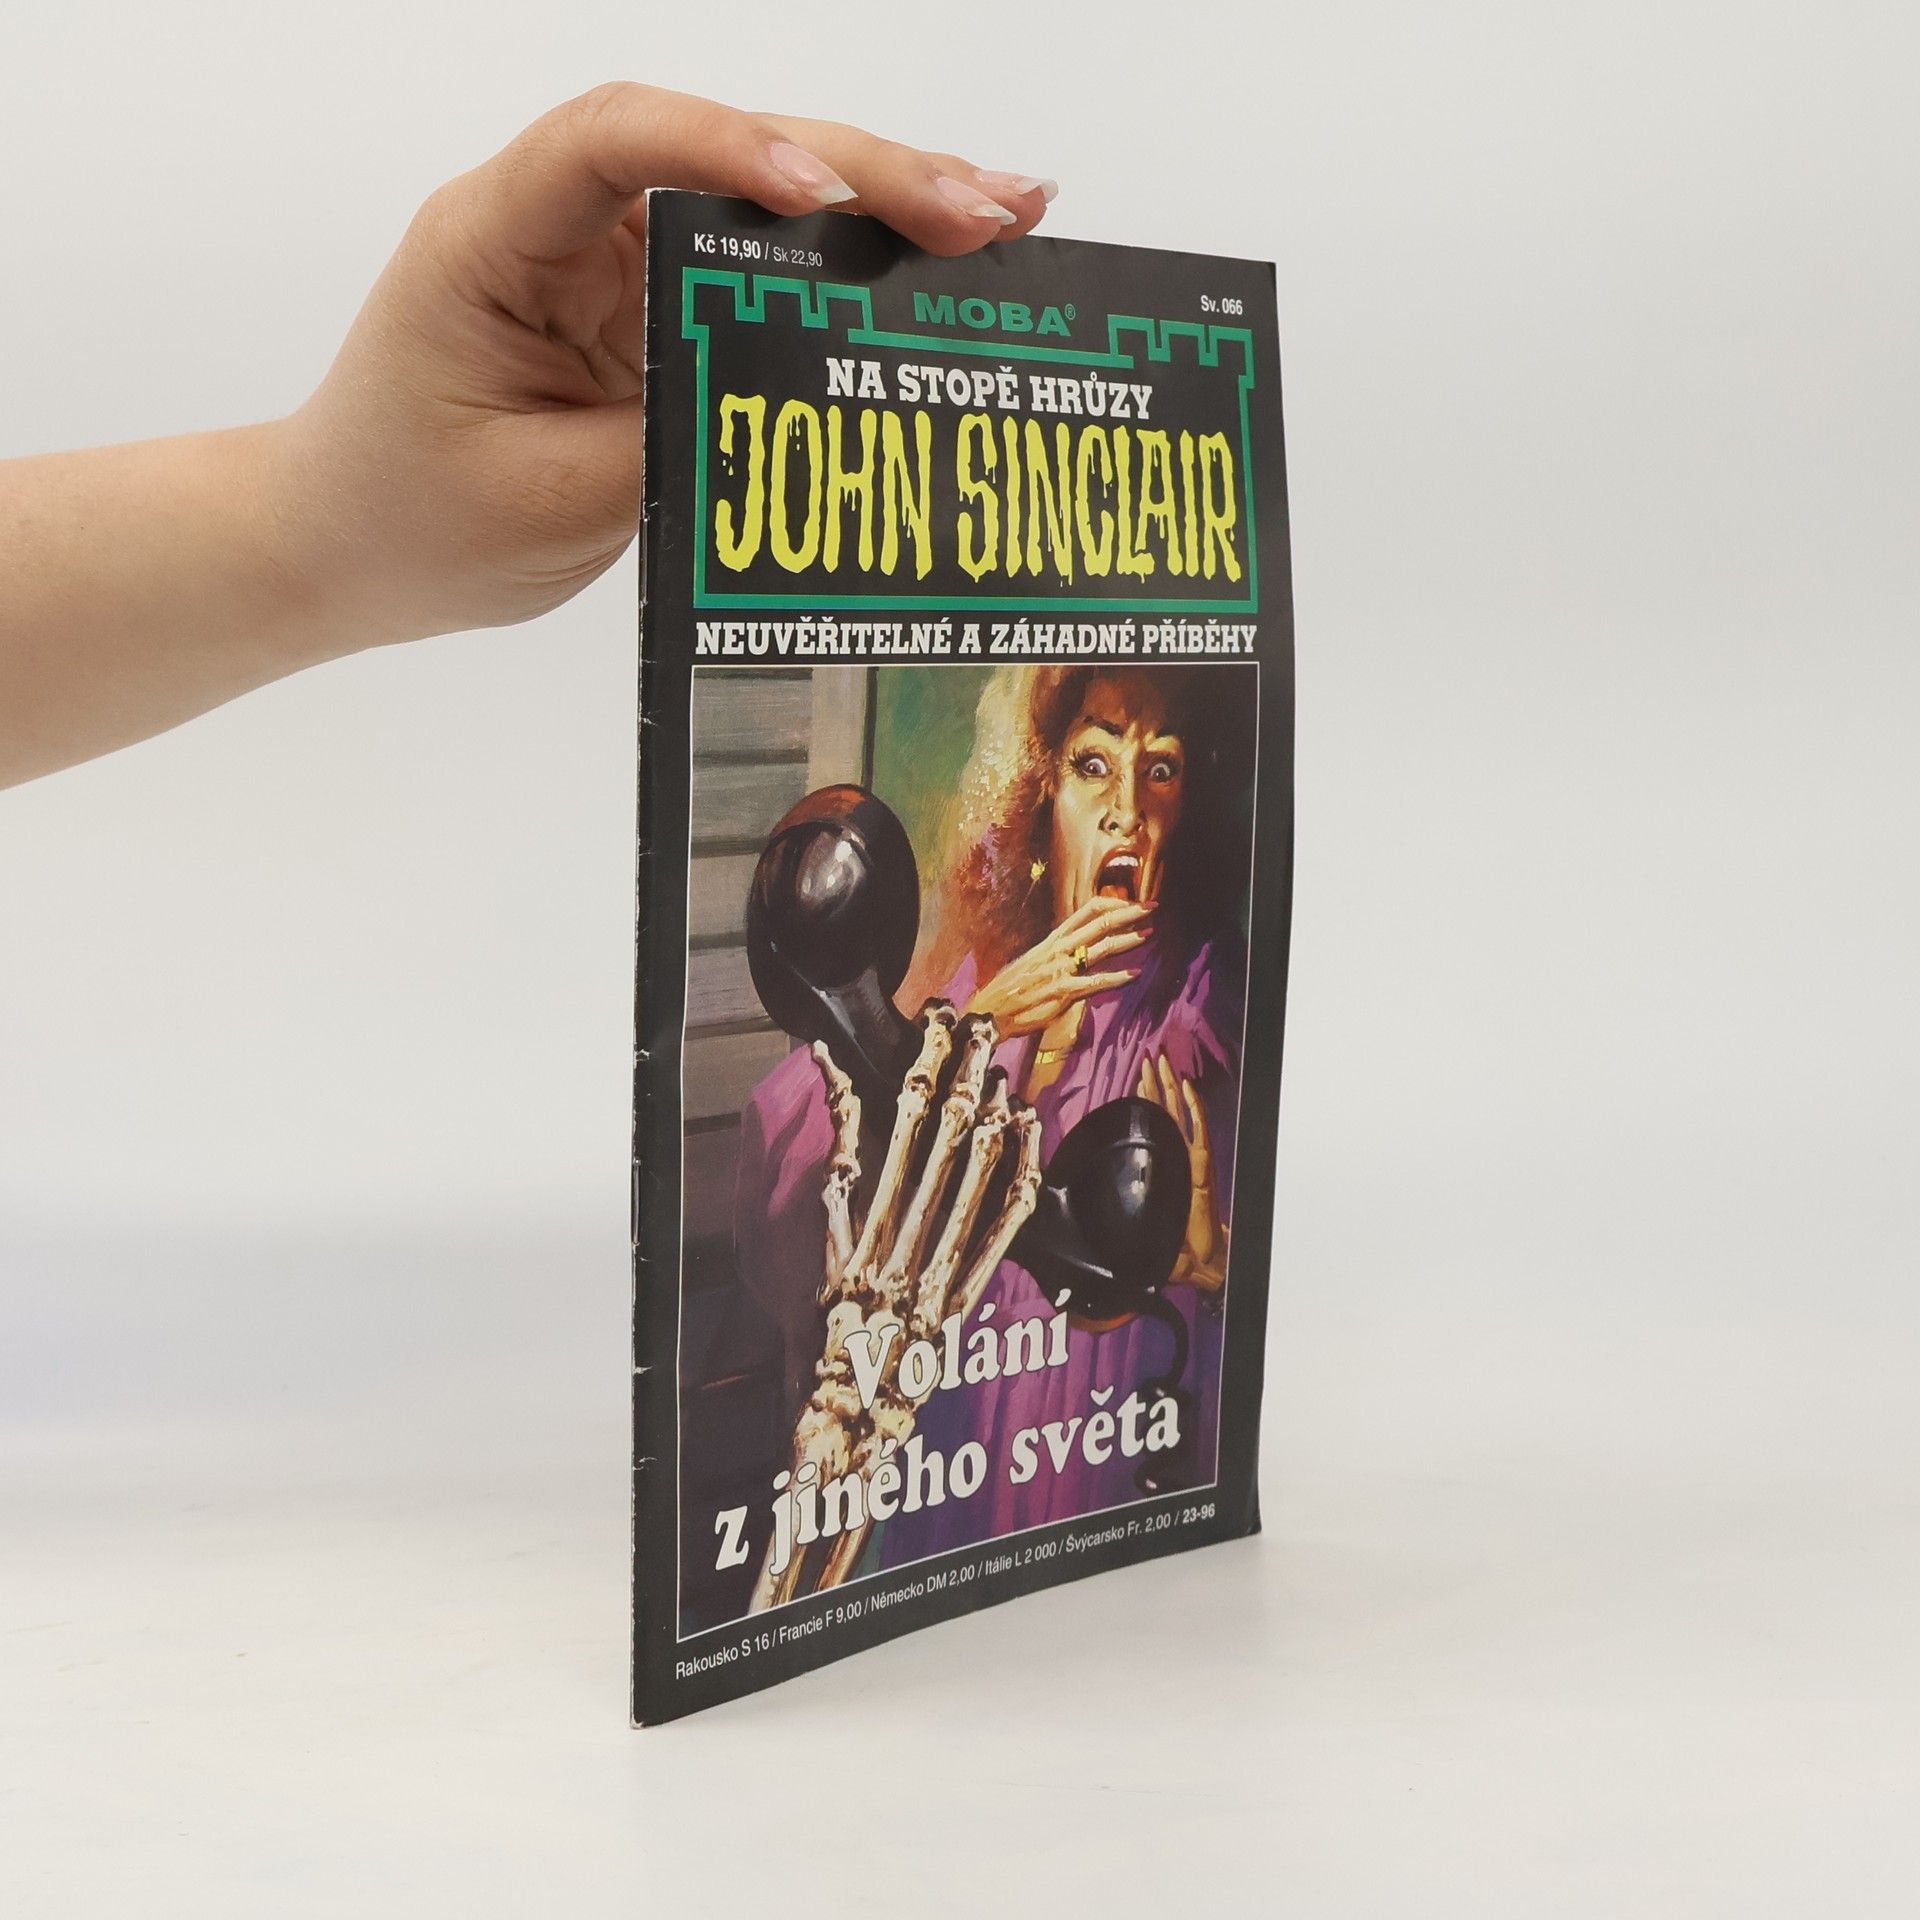 Kč 19,90 / Sk 22,90
MOBA®
Sv. 066
NA STOPĚ HRŮZY
JOHN SINCLAIR
NEUVĚŘITELNÉ A ZÁHADNÉ PŘÍBĚHY
Volání
z jiného světa
Rakousko S 16 / Francie F 9,00 / Německo DM 2,00 / Itálie L 2 000 / Švýcarsko Fr. 2,00 / 23-96